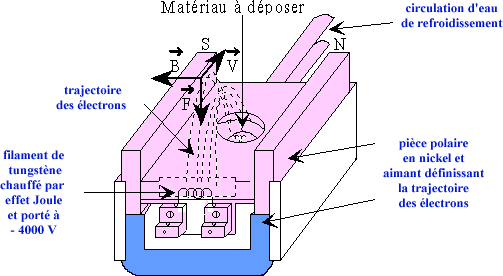 Matériau à déposer
circulation d'eau
de refroidissement
S
N
B
V
F
trajectoire
des électrons
filament de
tungstène
chauffé par
effet Joule
et porté à
- 4000 V
pièce polaire
en nickel et
aimant définissant
la trajectoire
des électrons